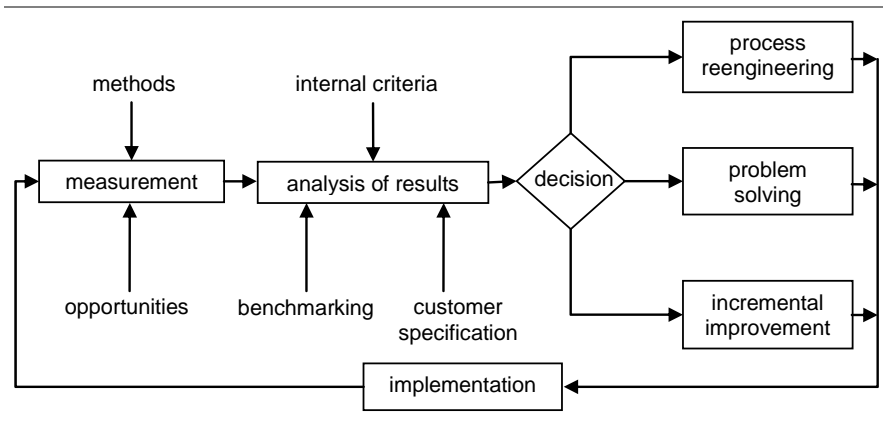 process
reengineering
methods
internal criteria
measurement
analysis of results
decision
problem
solving
opportunities
benchmarking
customer
specification
incremental
improvement
implementation